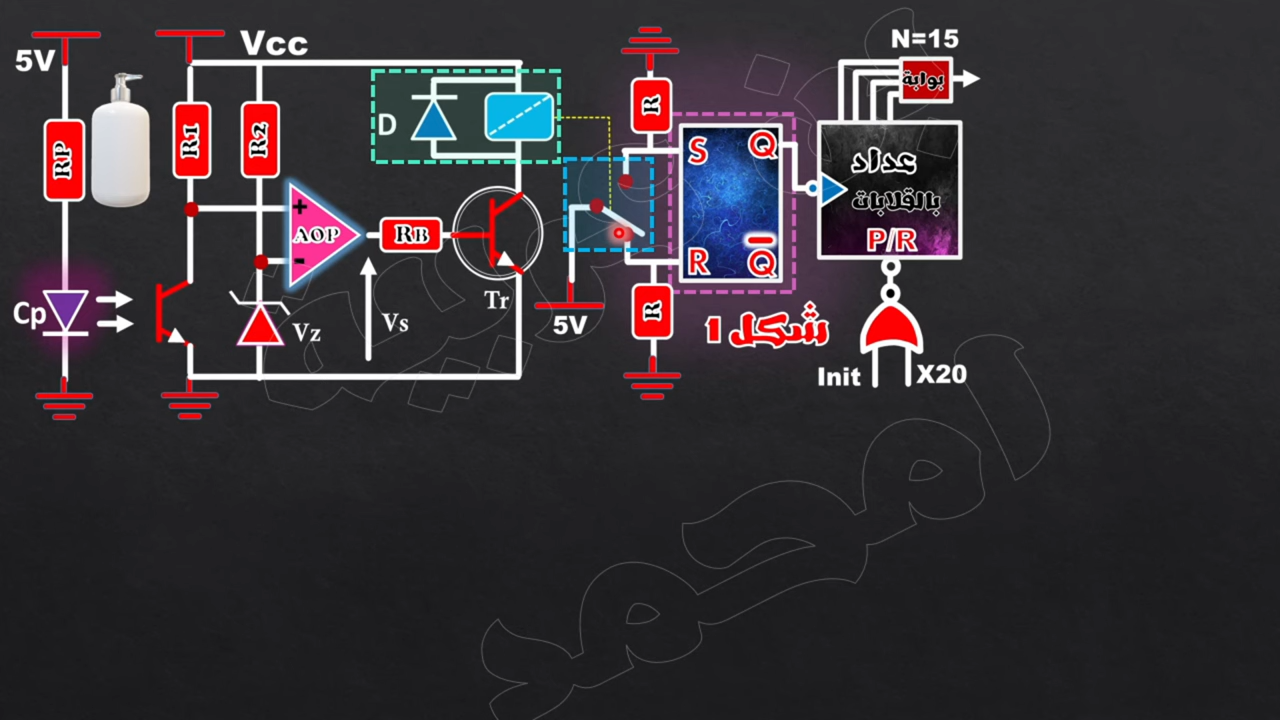 5V
Vcc
N=15
بوابة
RP
R1
R2
D
R
S
Q
عداد
بالقلابات
P/R
+
AOP
-
RB
Cp
Vz
Vs
Tr
5V
R
R
Q
شكل 1
Init
X20